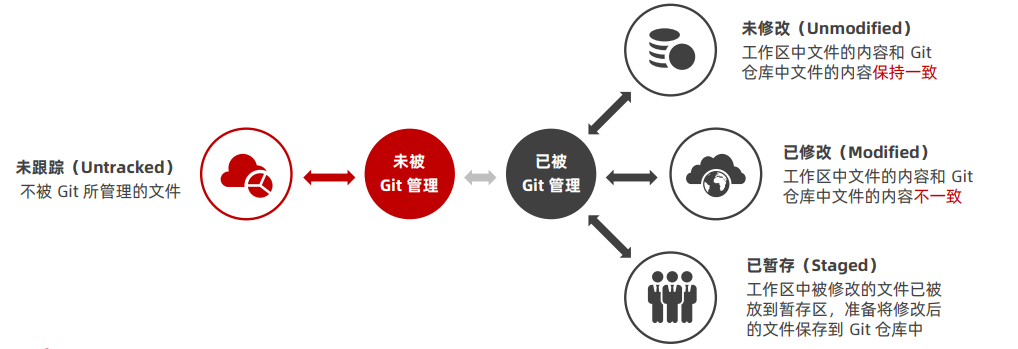 未跟踪（Untracked）
不被 Git 所管理的文件
未被
Git 管理
已被
Git 管理
未修改（Unmodified）
工作区中文件的内容和 Git
仓库中文件的内容保持一致
已修改（Modified）
工作区中文件的内容和 Git
仓库中文件的内容不一致
已暂存（Staged）
工作区中被修改的文件已被
放到暂存区，准备将修改后
的文件保存到 Git 仓库中